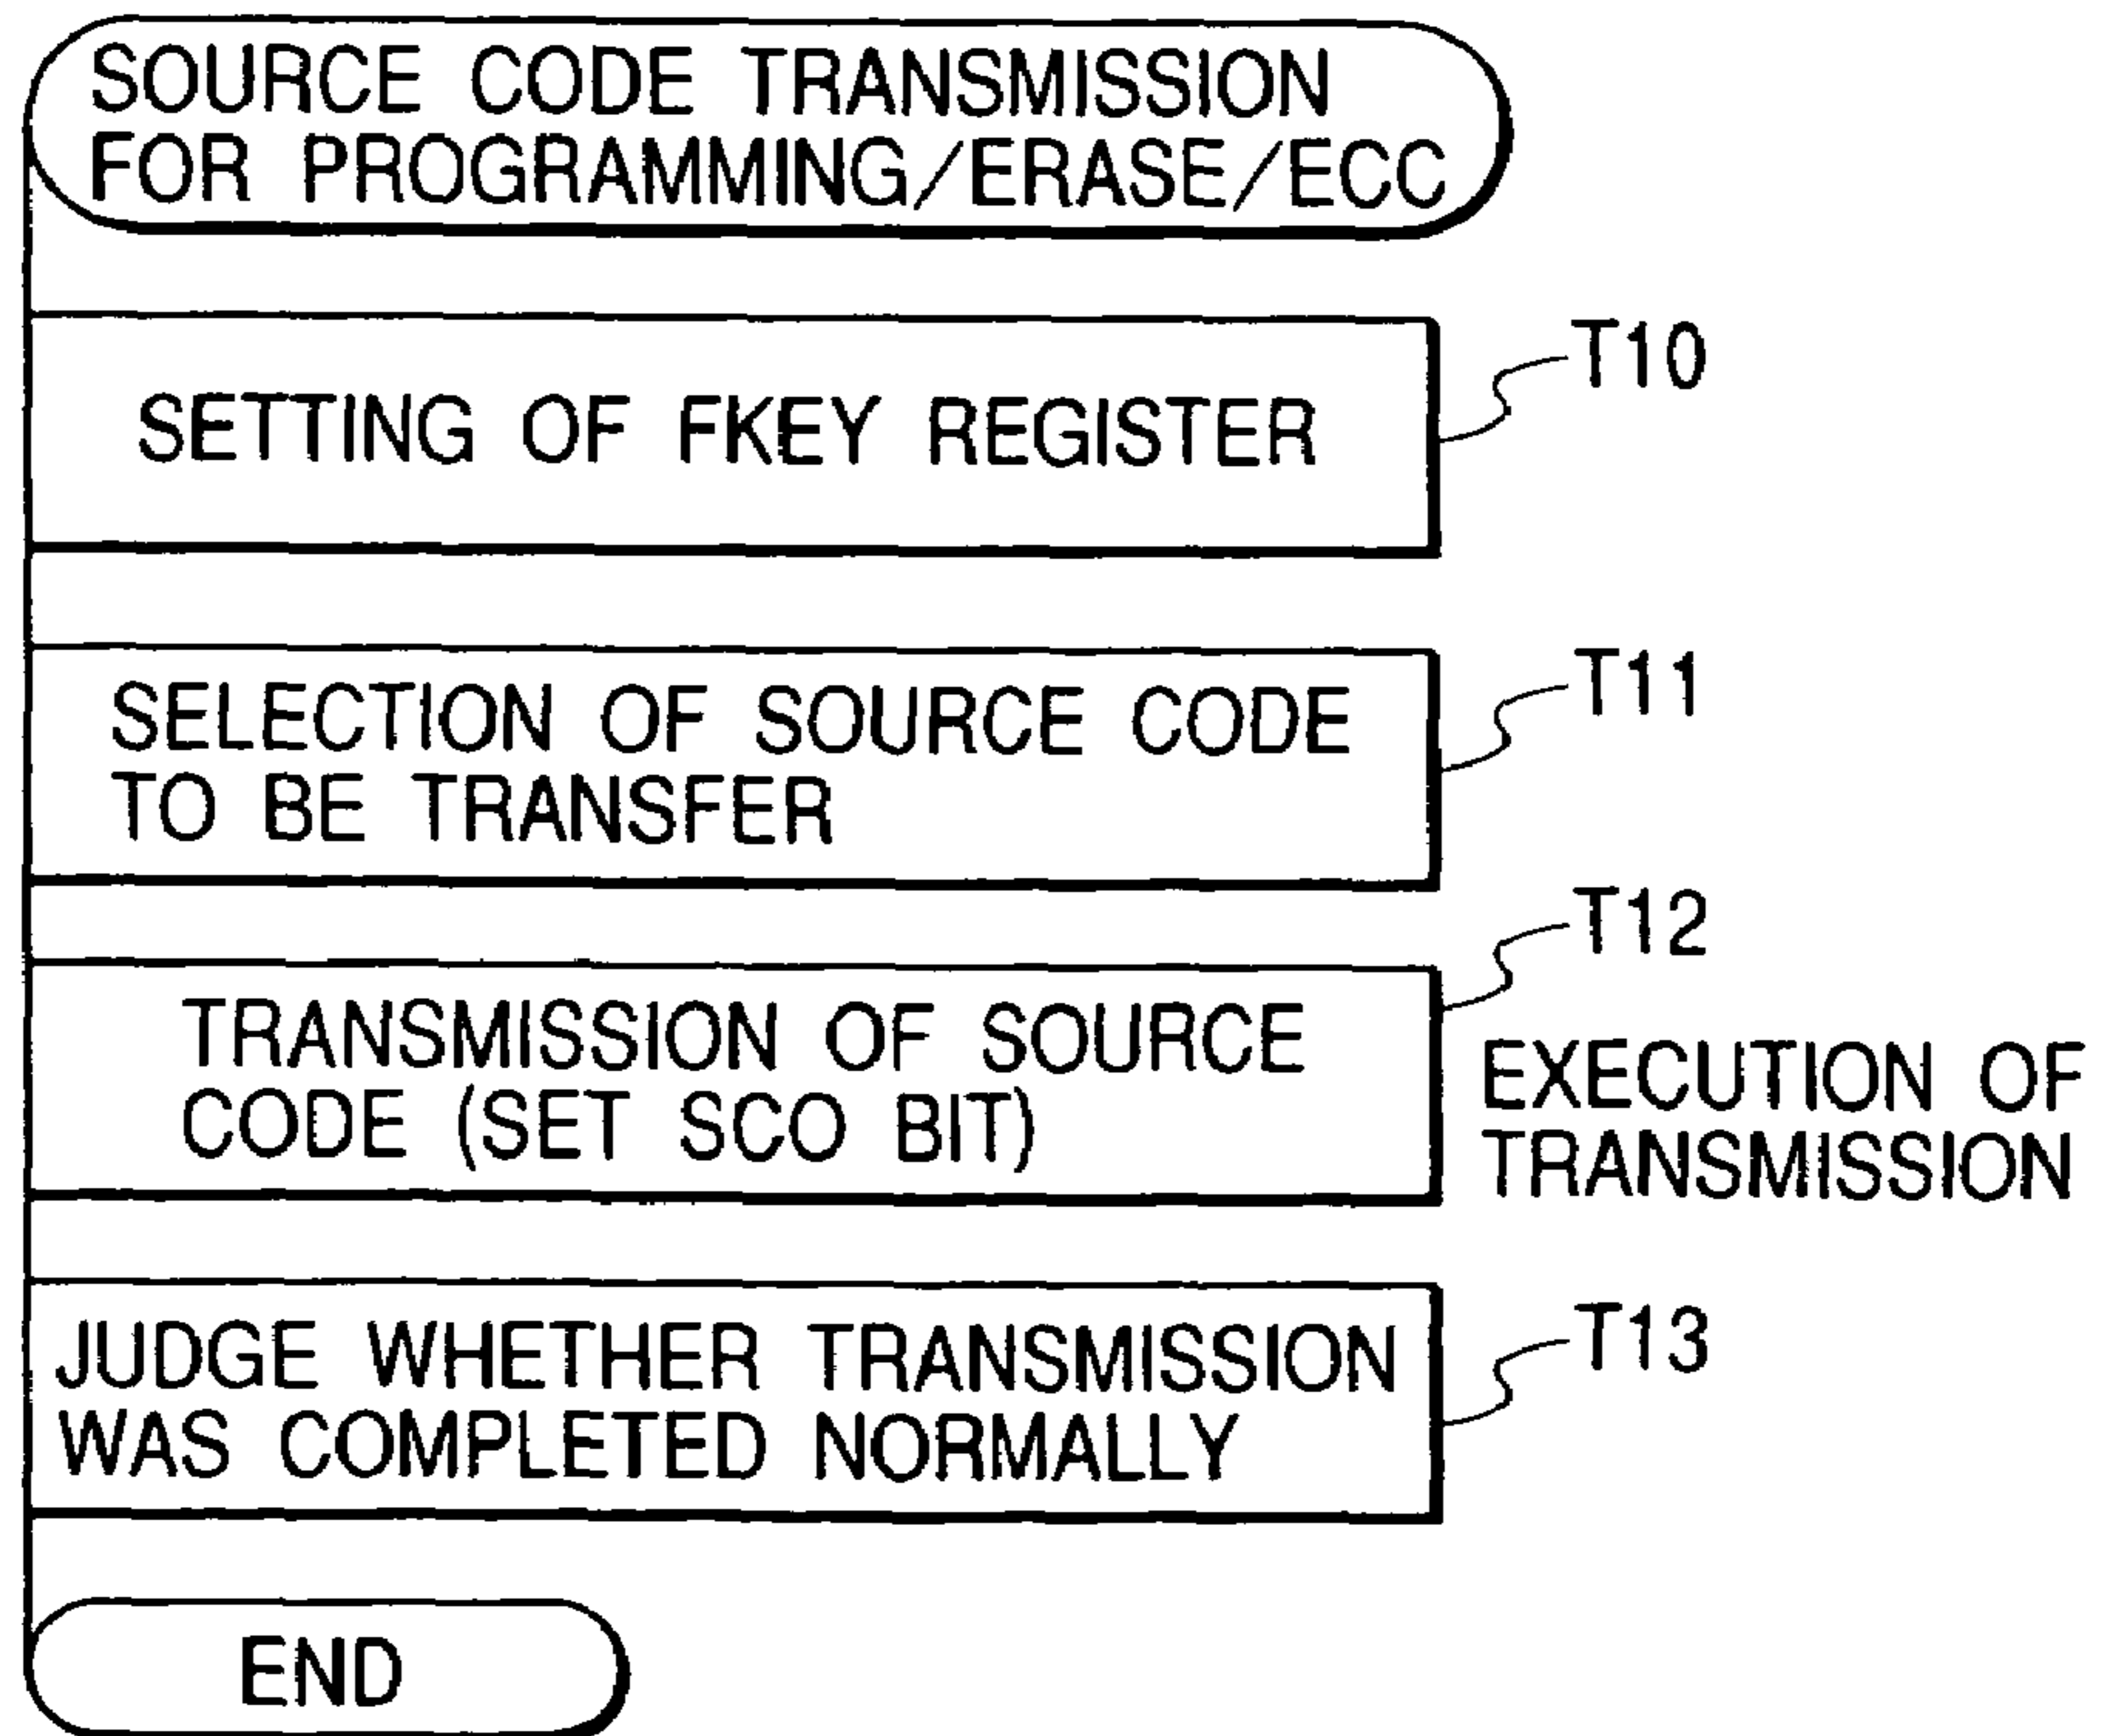 SOURCE CODE TRANSMISSION
FOR PROGRAMMING/ERASE/ECC
SETTING OF FKEY REGISTER
T10
SELECTION OF SOURCE CODE
TO BE TRANSFER
T11
TRANSMISSION OF SOURCE
CODE (SET SCO BIT)
T12
EXECUTION OF
TRANSMISSION
JUDGE WHETHER TRANSMISSION
WAS COMPLETED NORMALLY
T13
END